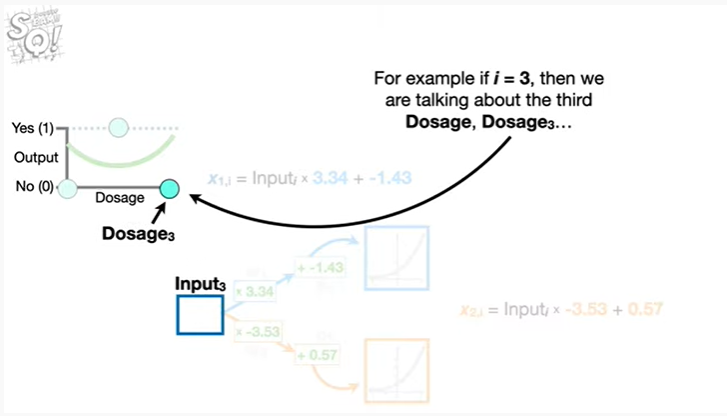 SQ!
For example if i = 3, then we
are talking about the third
Dosage, Dosage₃...
Yes (1)
Output
No (0)
Dosage
x₁,ᵢ = Inputᵢ × 3.34 + -1.43
Dosage₃
+ -1.43
Input₃
× 3.34
x₂,ᵢ = Inputᵢ × -3.53 + 0.57
× -3.53
+ 0.57